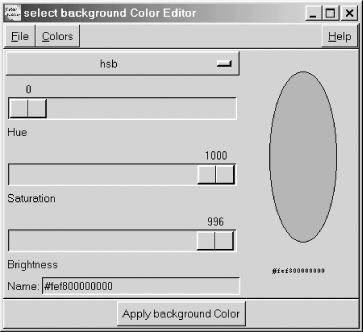 select background Color Editor
File Colors Help
hsb
0
Hue
1000
Saturation
996
Brightness
#fef800000000
Name: #fef800000000
Apply background Color